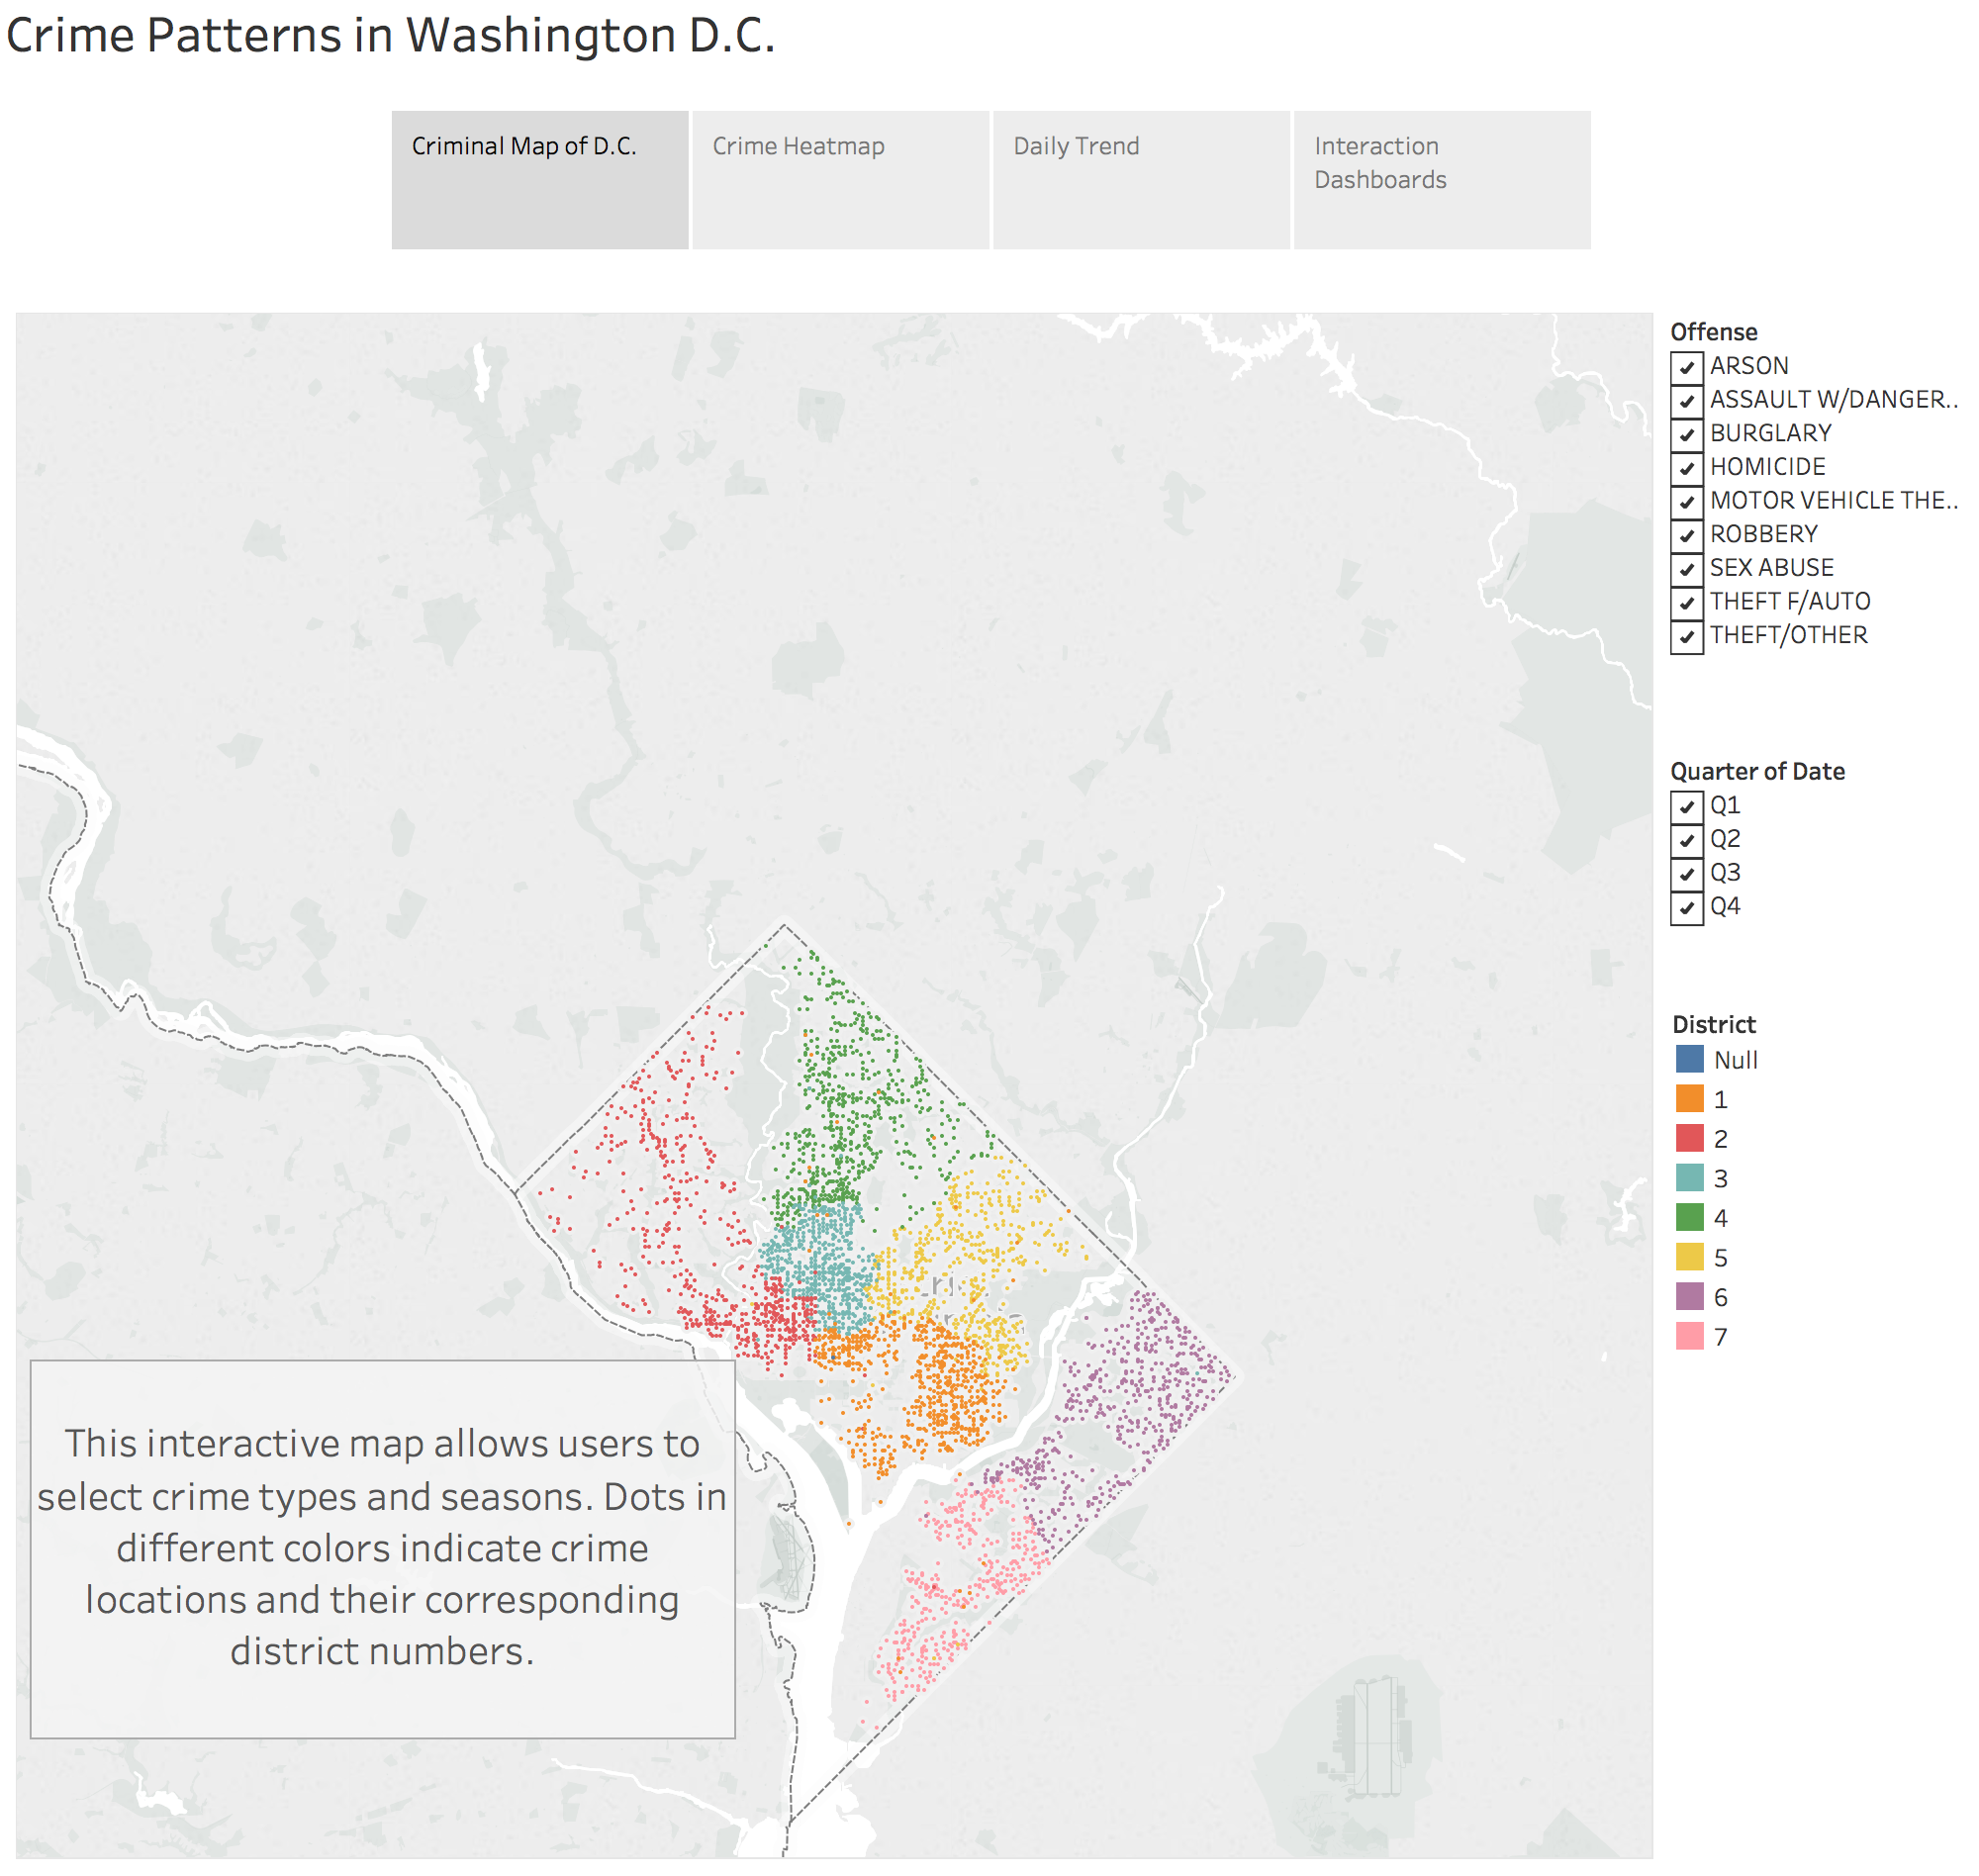 Crime Patterns in Washington D.C.
Criminal Map of D.C.
Crime Heatmap
Daily Trend
Interaction
Dashboards
Offense
ARSON
ASSAULT W/DANGER..
BURGLARY
HOMICIDE
MOTOR VEHICLE THE..
ROBBERY
SEX ABUSE
THEFT F/AUTO
THEFT/OTHER
Quarter of Date
Q1
Q2
Q3
Q4
District
Null
1
2
3
4
5
6
7
This interactive map allows users to
select crime types and seasons. Dots in
different colors indicate crime
locations and their corresponding
district numbers.